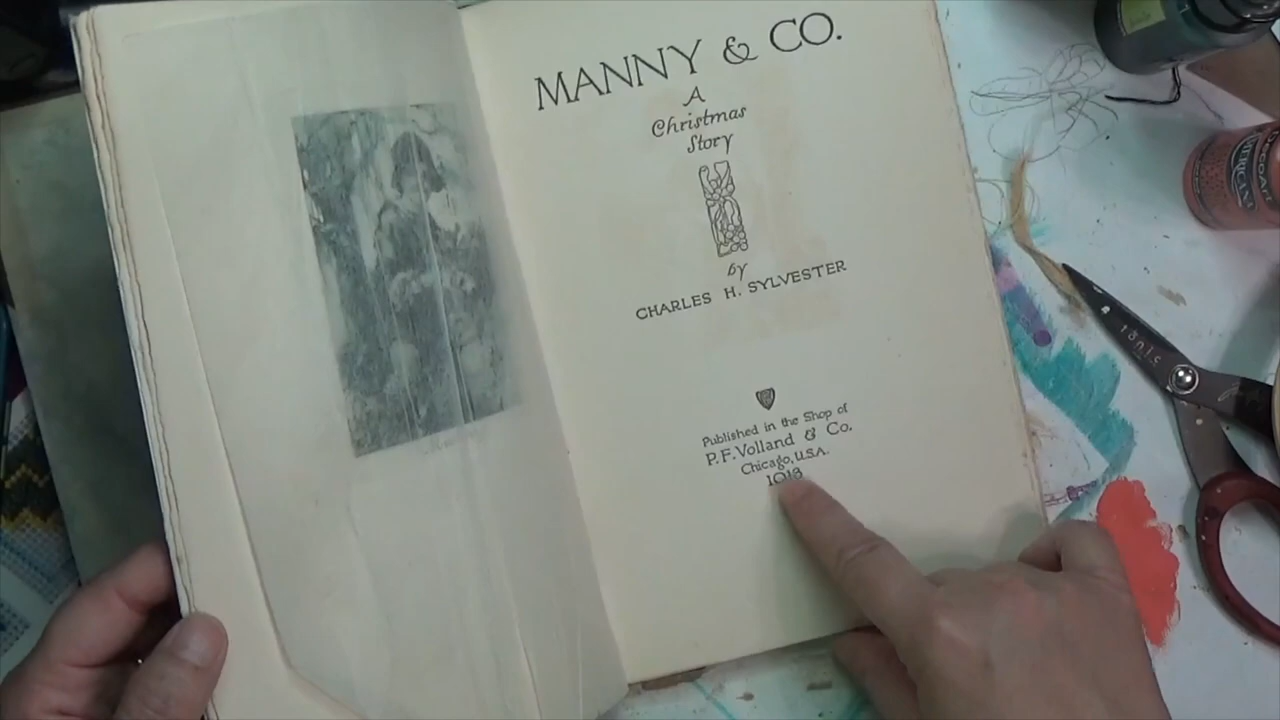 MANNY & CO.
A
Christmas
Story
by
CHARLES H. SYLVESTER
Published in the Shop of
P.F. Volland & Co.
Chicago, U.S.A.